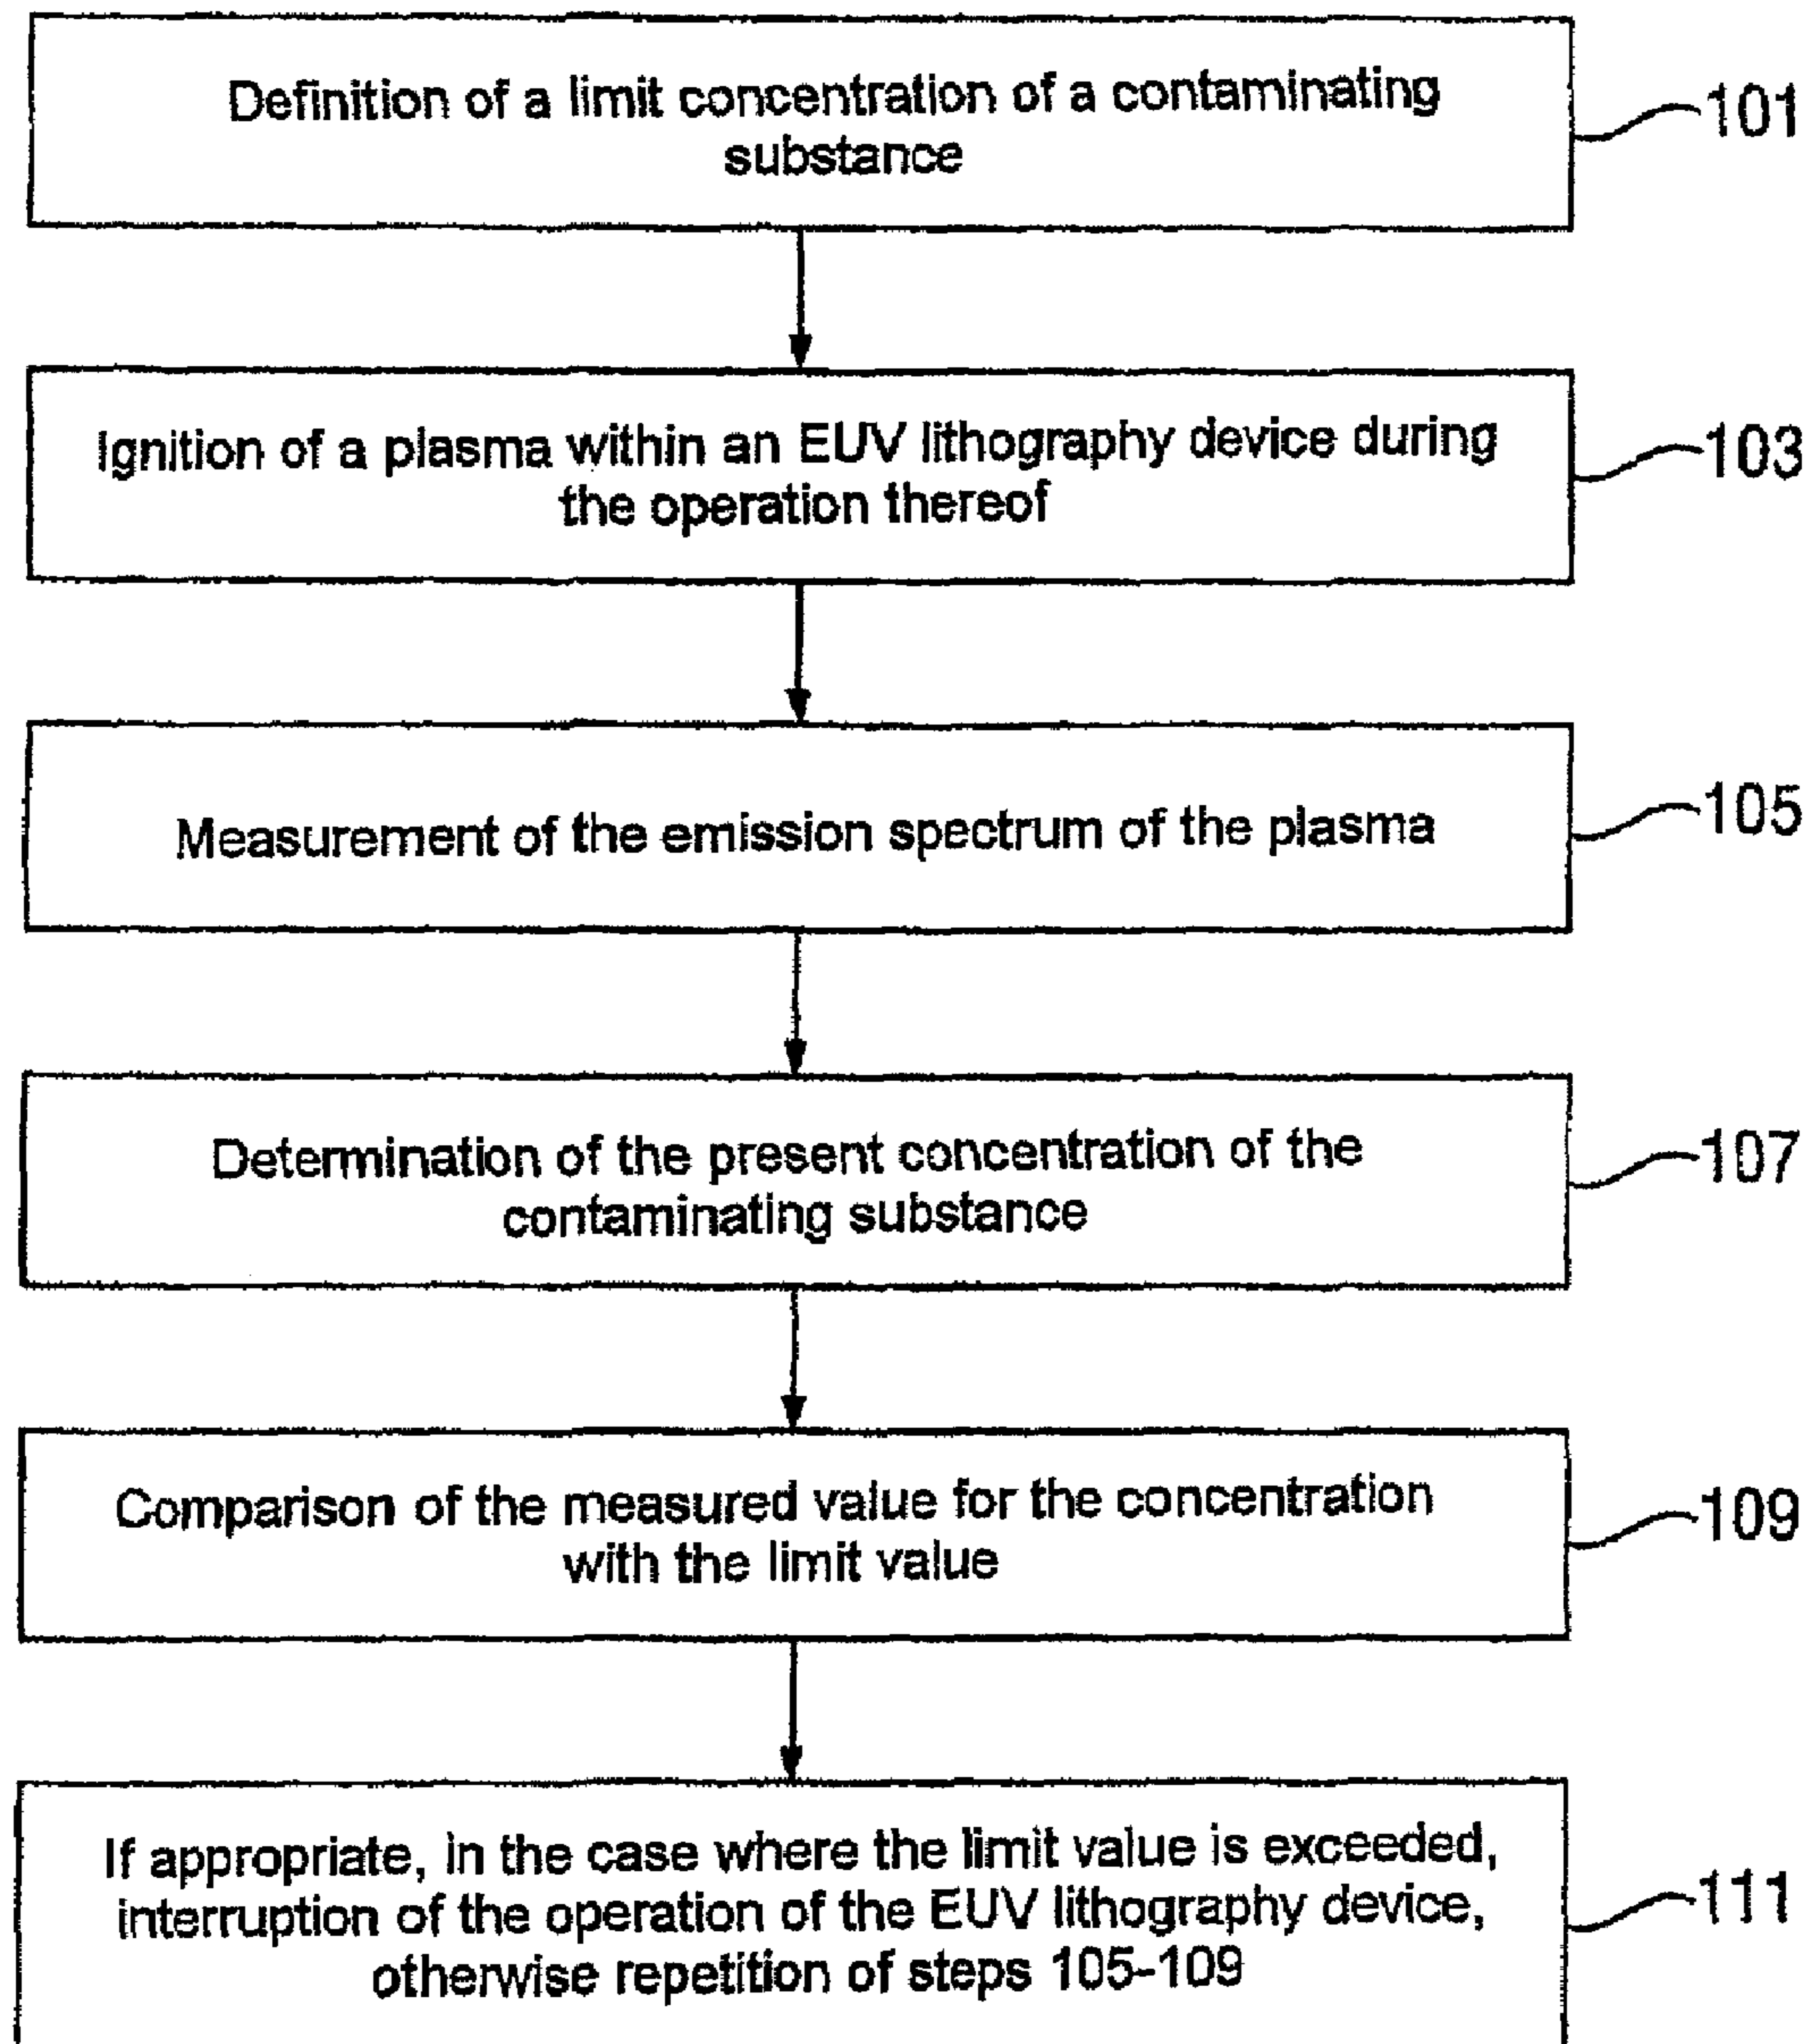 Definition of a limit concentration of a contaminating
substance
101
Ignition of a plasma within an EUV lithography device during
the operation thereof
103
Measurement of the emission spectrum of the plasma
105
Determination of the present concentration of the
contaminating substance
107
Comparison of the measured value for the concentration
with the limit value
109
If appropriate, in the case where the limit value is exceeded,
interruption of the operation of the EUV lithography device,
otherwise repetition of steps 105-109
111